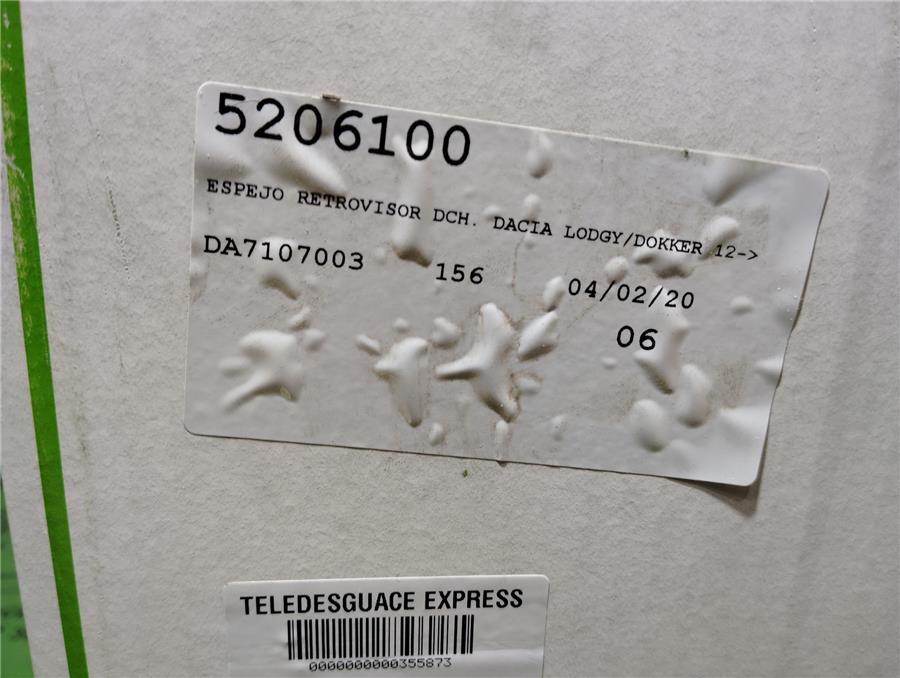 5206100
ESPEJO RETROVISOR DCH. DACIA LODGY/DOKKER 12->
DA7107003 156 04/02/20
06
TELEDESGUACE EXPRESS
0000000000355873